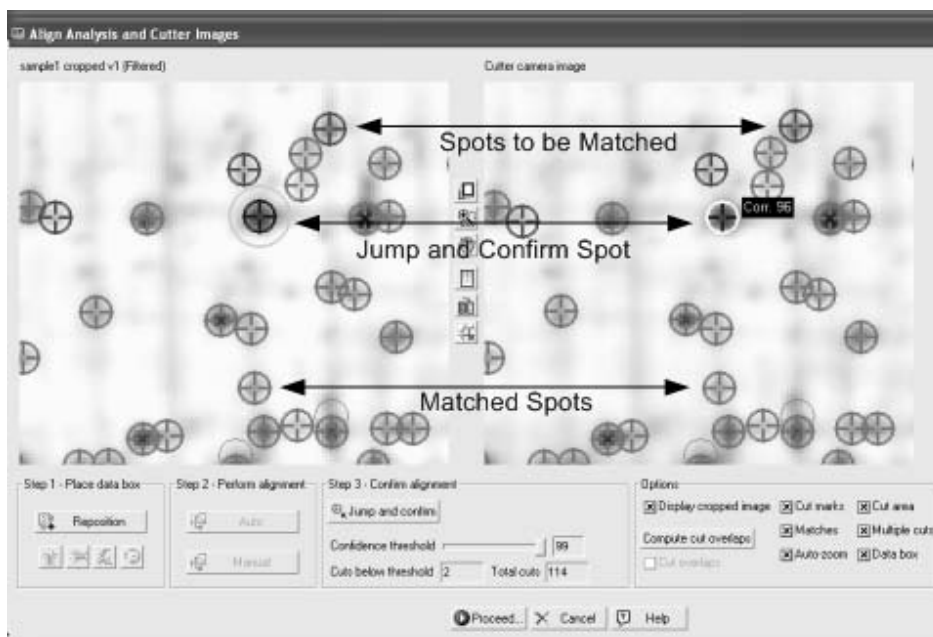 Align Analysis and Cutter Images
sample1 cropped v1 (Filtered)
Cutter camera image
Spots to be Matched
Corr. 96
Jump and Confirm Spot
Matched Spots
Step 1 - Place data box
Reposition
Step 2 - Perform alignment
Auto
Manual
Step 3 - Confirm alignment
Jump and confirm
Confidence threshold 99
Cuts below threshold 2 Total cuts 114
Options
Display cropped image Cut marks Cut area
Compute cut overlaps Matches Multiple cuts
Cut overlaps Auto-zoom Data box
Proceed... Cancel Help